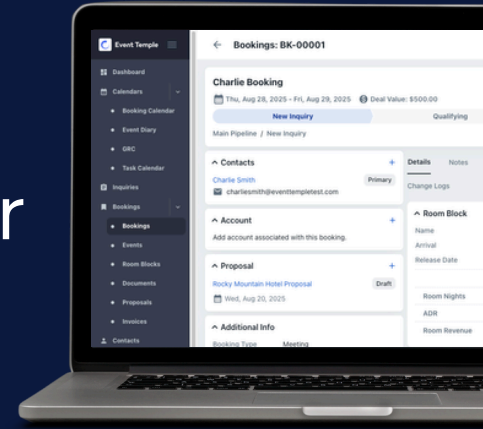 r
Event Temple
Dashboard
Calendars
Booking Calendar
Event Diary
GRC
Task Calendar
Inquiries
Bookings
Bookings
Events
Room Blocks
Documents
Proposals
Invoices
Contacts
← Bookings: BK-00001
Charlie Booking
Thu, Aug 28, 2025 - Fri, Aug 29, 2025 Deal Value: $500.00
New Inquiry Qualifying
Main Pipeline / New Inquiry
Contacts +
Charlie Smith Primary
charliesmith@eventtempletest.com
Account +
Add account associated with this booking.
Proposal +
Rocky Mountain Hotel Proposal Draft
Wed, Aug 20, 2025
Additional Info
Booking Type Meeting
Details Notes
Change Logs
Room Block
Name
Arrival
Release Date
Room Nights
ADR
Room Revenue